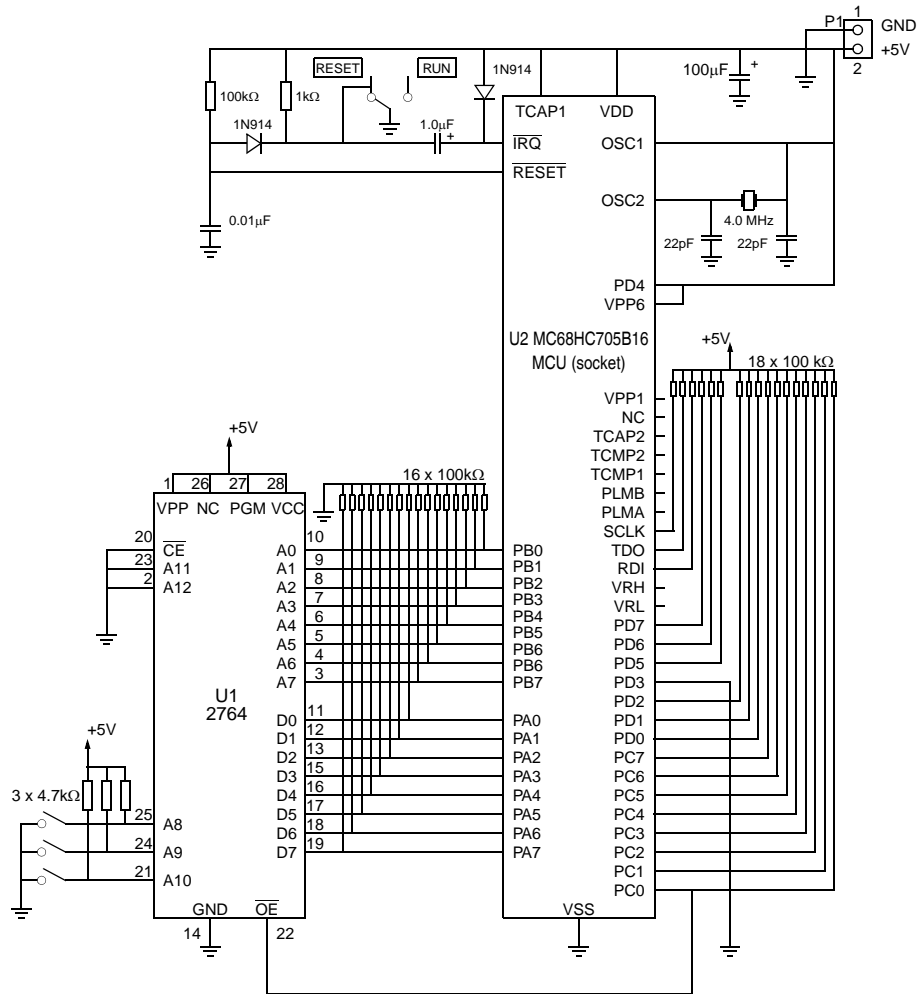 P1
1
GND
+5V
2
RESET
RUN
1N914
100µF
+
100kΩ
1kΩ
1N914
1.0µF
+
TCAP1
VDD
IRQ
OSC1
RESET
OSC2
4.0 MHz
0.01µF
22pF
22pF
PD4
VPP6
U2 MC68HC705B16
MCU (socket)
+5V
18 x 100 kΩ
VPP1
NC
TCAP2
TCMP2
TCMP1
PLMB
PLMA
SCLK
TDO
RDI
VRH
VRL
PD7
PD6
PD5
PD3
PD2
PD1
PD0
PC7
PC6
PC5
PC4
PC3
PC2
PC1
PC0
+5V
16 x 100kΩ
1
26
27
28
VPP
NC
PGM
VCC
20
CE
10
A0
PB0
23
A11
9
A1
PB1
2
A12
8
A2
PB2
7
A3
PB3
6
A4
PB4
5
A5
PB5
PB6
4
A6
PB6
3
A7
PB7
U1
2764
11
D0
PA0
12
D1
PA1
13
D2
PA2
15
D3
PA3
16
D4
PA4
17
D5
PA5
18
D6
PA6
19
D7
PA7
+5V
3 x 4.7kΩ
25
A8
24
A9
21
A10
GND
OE
14
22
VSS